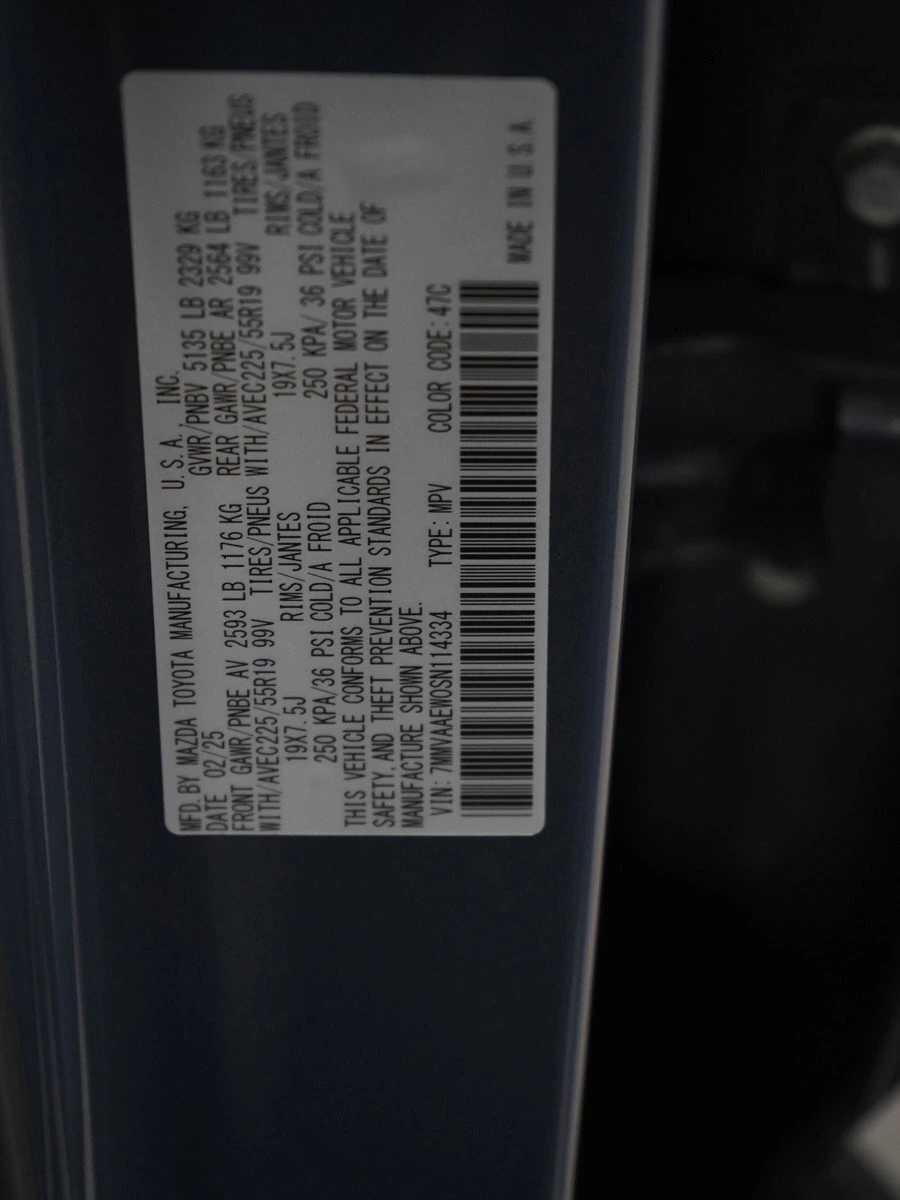 MFD. BY MAZDA TOYOTA MANUFACTURING, U.S.A., INC.
DATE 02/25 GVWR/PNBV 5135 LB 2329 KG
FRONT GAWR/PNBE AV 2593 LB 1176 KG REAR GAWR/PNBE AR 2564 LB 1163 KG
WITH/AVEC225/55R19 99V TIRES/PNEUS WITH/AVEC225/55R19 99V TIRES/PNEUS
19X7.5J RIMS/JANTES 19X7.5J RIMS/JANTES
250 KPA/36 PSI COLD/A FROID 250 KPA/ 36 PSI COLD/A FROID
THIS VEHICLE CONFORMS TO ALL APPLICABLE FEDERAL MOTOR VEHICLE
SAFETY, AND THEFT PREVENTION STANDARDS IN EFFECT ON THE DATE OF
MANUFACTURE SHOWN ABOVE.
VIN: 7MMVAAEW0SN114334 TYPE: MPV COLOR CODE: 47C
MADE IN U.S.A